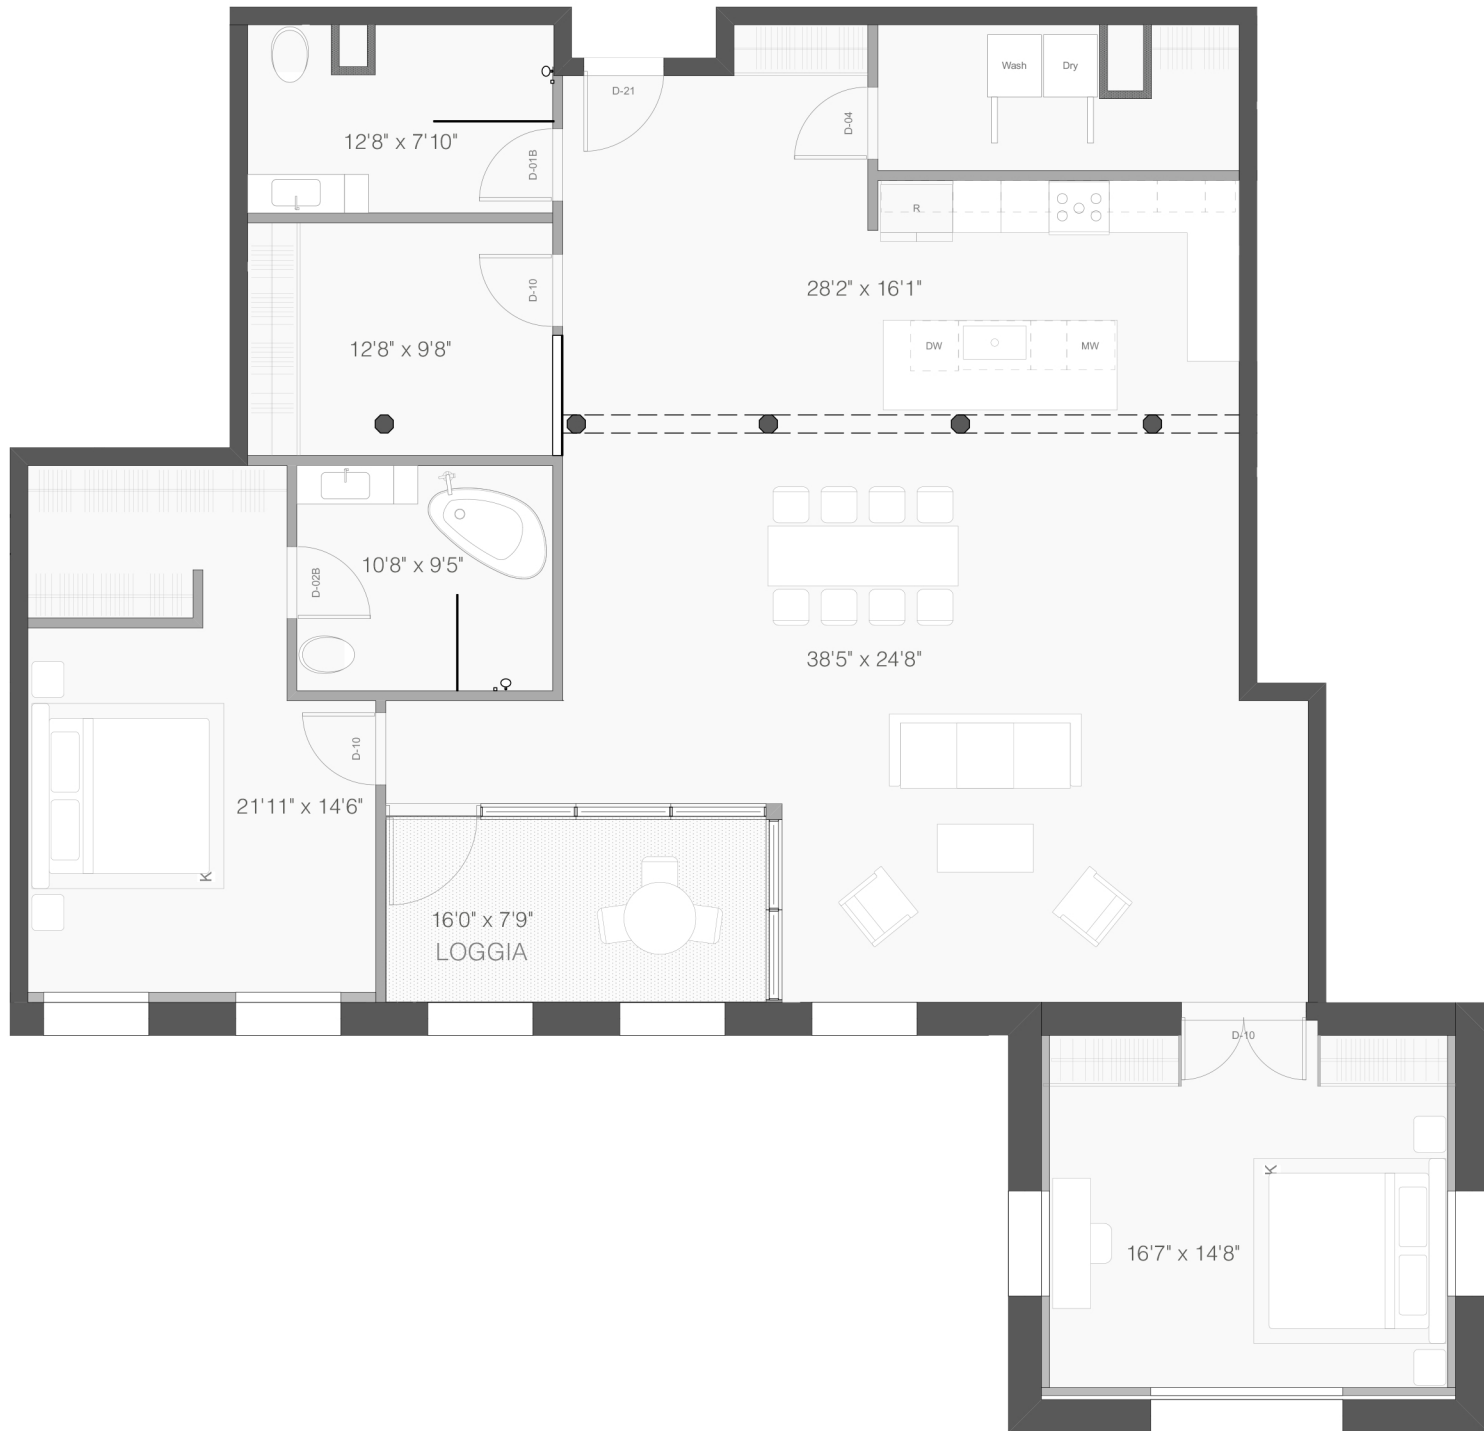 D-21
Wash
Dry
D-04
12'8" x 7'10"
D-01B
R
D-10
28'2" x 16'1"
12'8" x 9'8"
DW
MW
10'8" x 9'5"
D-02B
38'5" x 24'8"
D-10
21'11" x 14'6"
K
16'0" x 7'9"
LOGGIA
D-10
K
16'7" x 14'8"